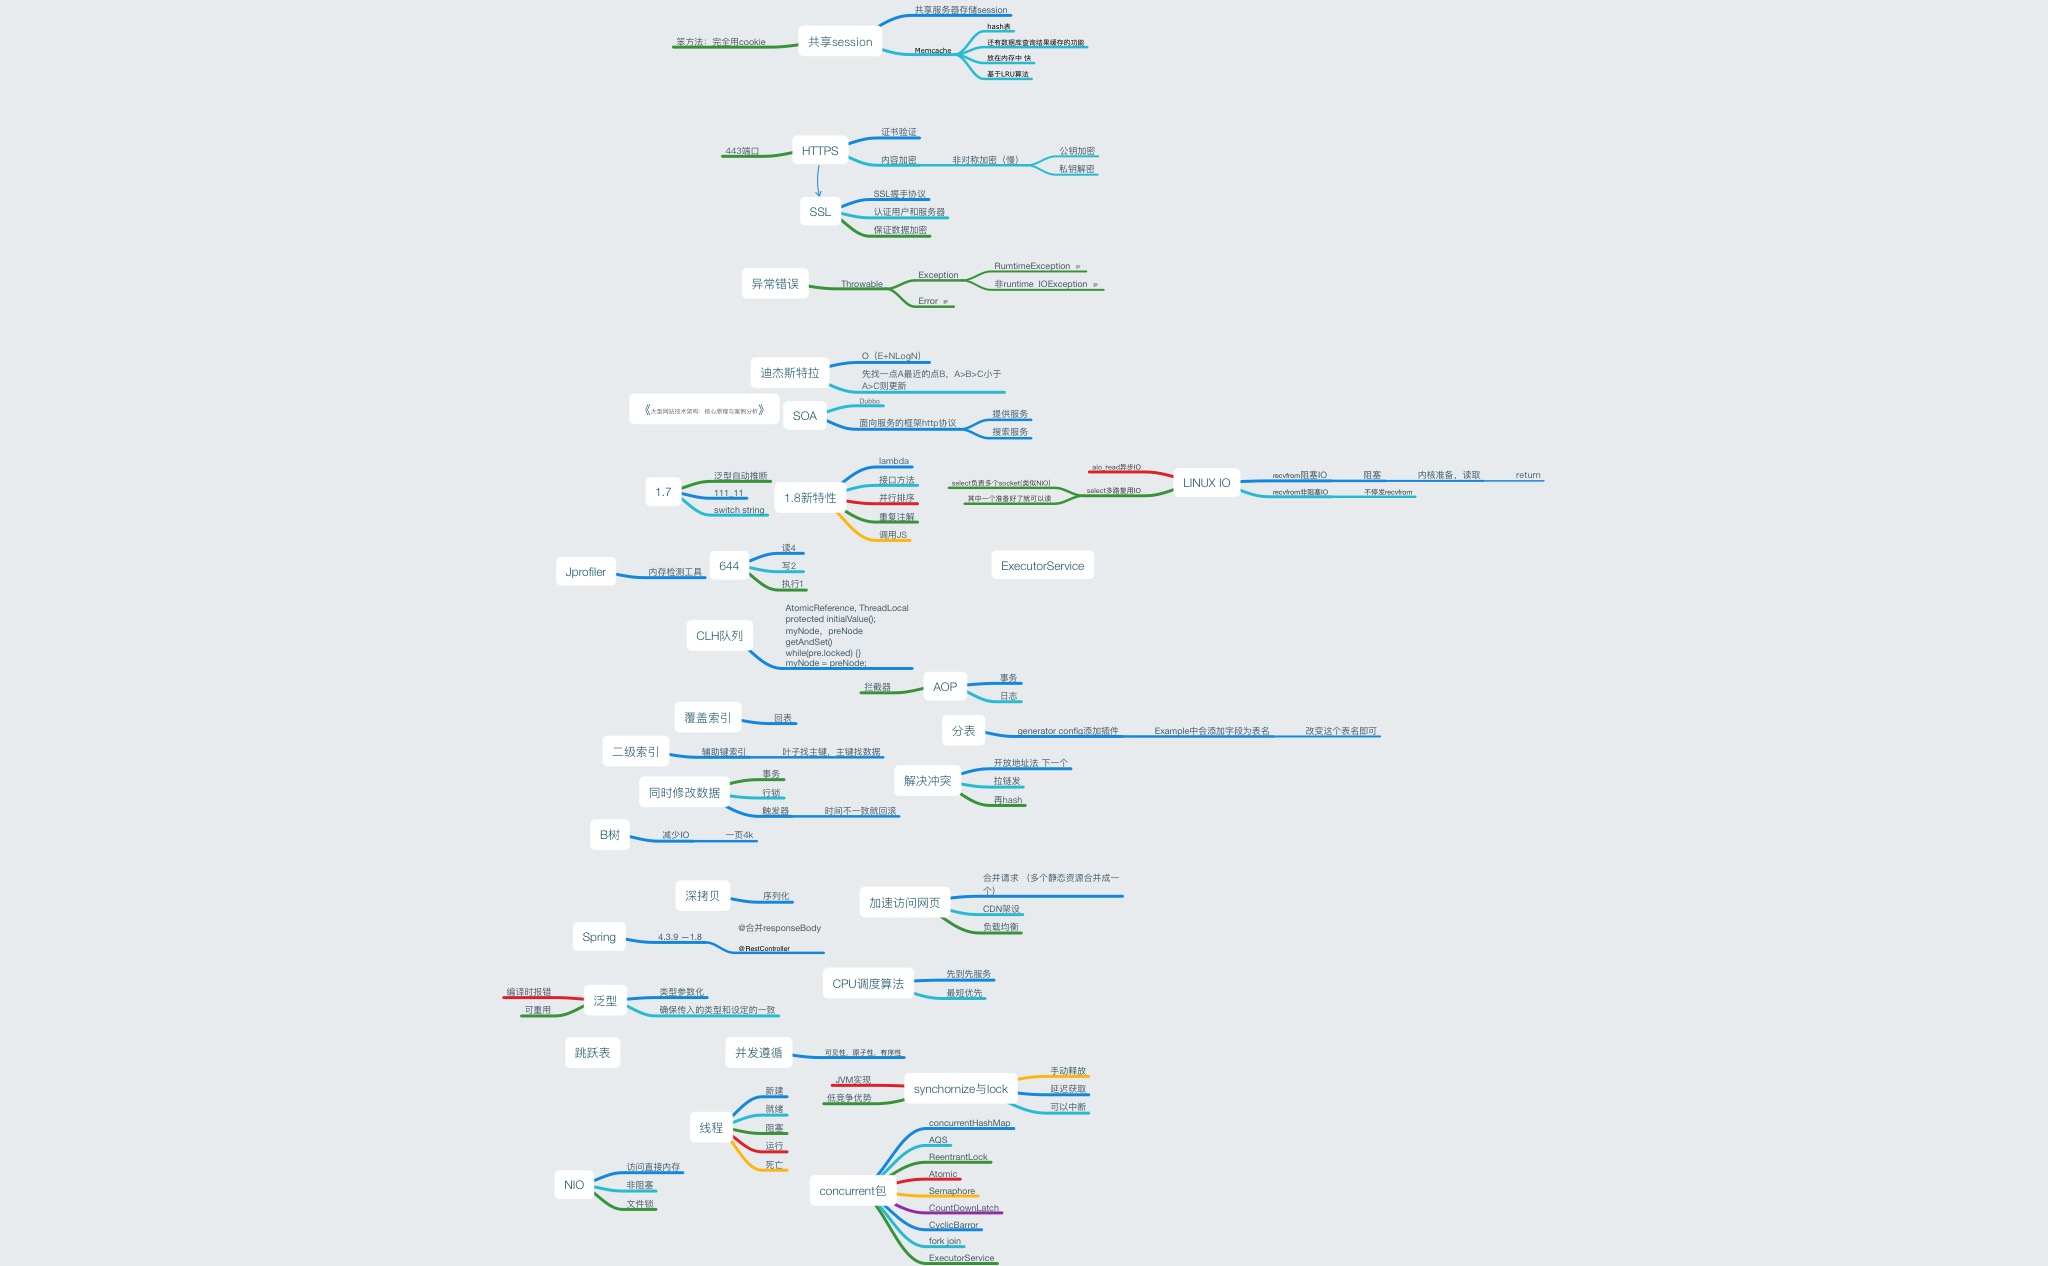 共享服务器存储session
笨方法：完全用cookie
共享session
Memcache
hash表
还有数据库查询结果缓存的功能
放在内存中 快
基于LRU算法
443端口
HTTPS
证书验证
内容加密
非对称加密（慢）
公钥加密
私钥解密
SSL
SSL握手协议
认证用户和服务器
保证数据加密
异常错误
Throwable
Exception
RumtimeException
非runtime  IOException
Error
迪杰斯特拉
O（E+NLogN）
先找一点A最近的点B，A>B>C小于
A>C则更新
《大型网站技术架构：核心原理与案例分析》
SOA
Dubbo
面向服务的框架http协议
提供服务
搜索服务
1.7
泛型自动推断
111_11
switch string
1.8新特性
lambda
接口方法
并行排序
重复注解
调用JS
aio_read异步IO
select负责多个socket(类似NIO)
其中一个准备好了就可以读
select多路复用IO
LINUX IO
recvfrom阻塞IO
阻塞
内核准备，读取
return
recvfrom非阻塞IO
不停发recvfrom
Jprofiler
内存检测工具
644
读4
写2
执行1
ExecutorService
CLH队列
AtomicReference, ThreadLocal
protected initialValue();
myNode，preNode
getAndSet()
while(pre.locked) {}
myNode = preNode;
拦截器
AOP
事务
日志
覆盖索引
回表
分表
generator config添加插件
Example中会添加字段为表名
改变这个表名即可
二级索引
辅助键索引
叶子找主键，主键找数据
同时修改数据
事务
行锁
触发器
时间不一致就回滚
解决冲突
开放地址法 下一个
拉链发
再hash
B树
减少IO
一页4k
深拷贝
序列化
加速访问网页
合并请求 （多个静态资源合并成一
个）
CDN架设
负载均衡
Spring
4.3.9 —1.8
@合并responseBody
@RestController
CPU调度算法
先到先服务
最短优先
编译时报错
可重用
泛型
类型参数化
确保传入的类型和设定的一致
跳跃表
并发遵循
可见性，原子性，有序性
JVM实现
低竞争优势
synchornize与lock
手动释放
延迟获取
可以中断
线程
新建
就绪
阻塞
运行
死亡
NIO
访问直接内存
非阻塞
文件锁
concurrent包
concurrentHashMap
AQS
ReentrantLock
Atomic
Semaphore
CountDownLatch
CyclicBarror
fork join
ExecutorService